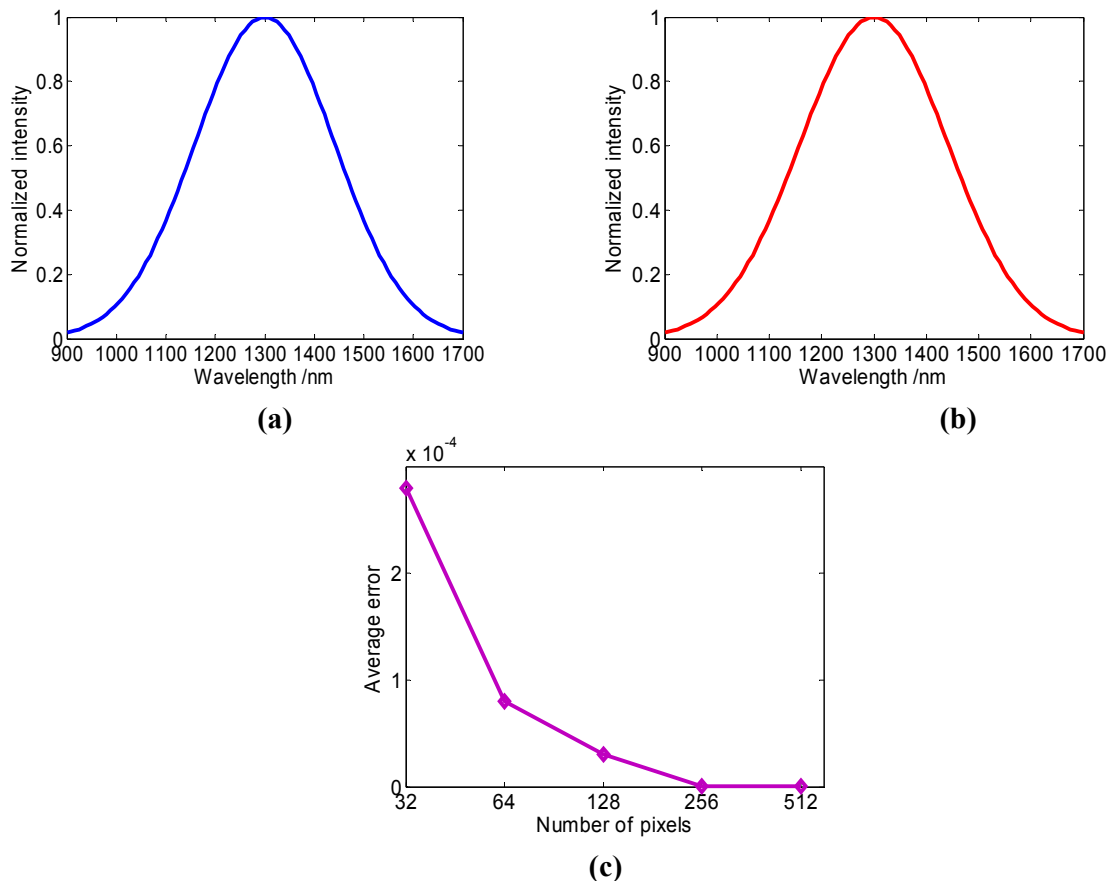 1
0.8
0.6
0.4
0.2
0
Normalized intensity
900 1000 1100 1200 1300 1400 1500 1600 1700
Wavelength /nm
(a)
1
0.8
0.6
0.4
0.2
0
Normalized intensity
900 1000 1100 1200 1300 1400 1500 1600 1700
Wavelength /nm
(b)
x 10-4
2
1
0
Average error
32 64 128 256 512
Number of pixels
(c)